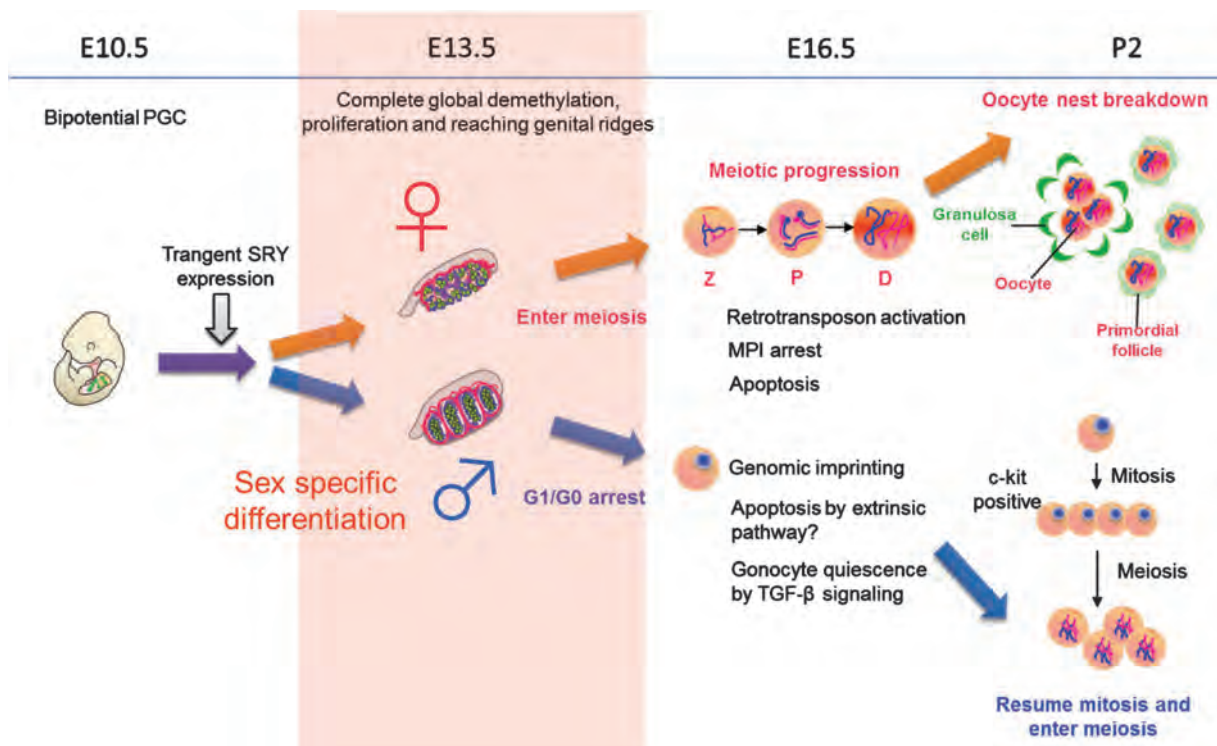 E10.5
E13.5
E16.5
P2
Bipotential PGC
Complete global demethylation,
proliferation and reaching genital ridges
Oocyte nest breakdown
Meiotic progression
Trangent SRY
expression
Granulosa
cell
Z
P
D
Oocyte
Enter meiosis
Retrotransposon activation
MPI arrest
Apoptosis
Primordial
follicle
Sex specific
differentiation
G1/G0 arrest
Genomic imprinting
Apoptosis by extrinsic
pathway?
Gonocyte quiescence
by TGF-β signaling
c-kit
positive
Mitosis
Meiosis
Resume mitosis and
enter meiosis